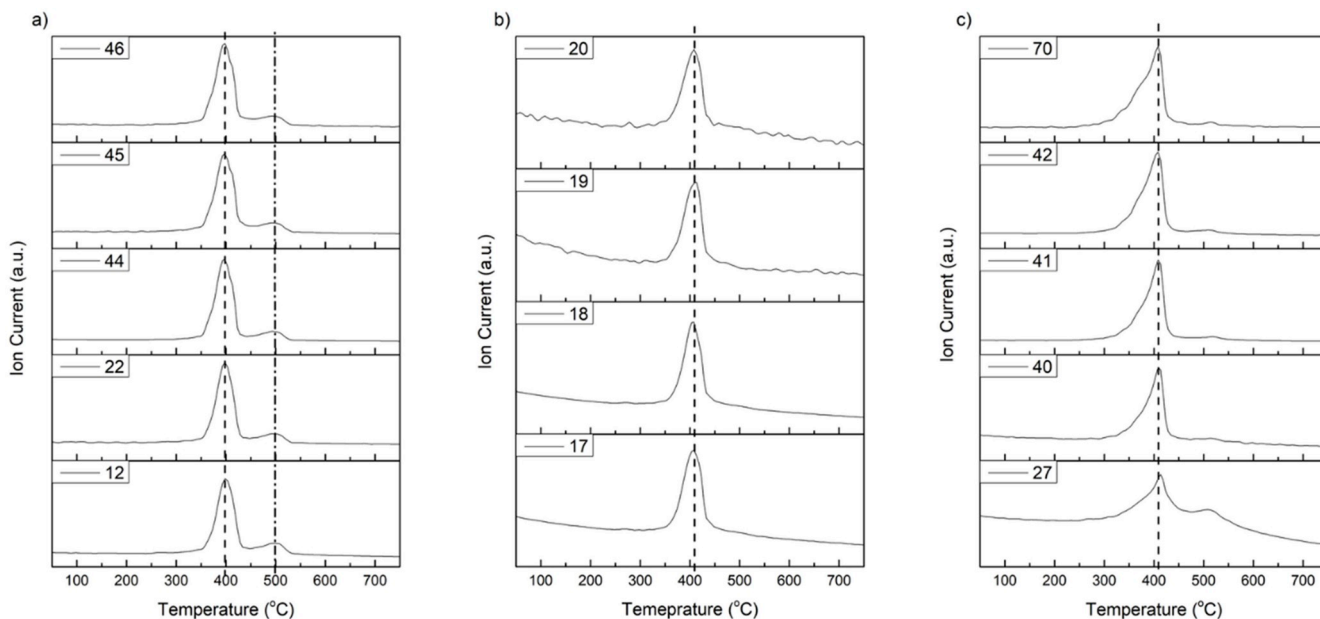 a)
46
45
44
22
12
Ion Current (a.u.)
100 200 300 400 500 600 700
Temperature (°C)
b)
20
19
18
17
Ion Current (a.u.)
100 200 300 400 500 600 700
Temeprature (°C)
c)
70
42
41
40
27
Ion Current (a.u.)
100 200 300 400 500 600 700
Temperature (°C)